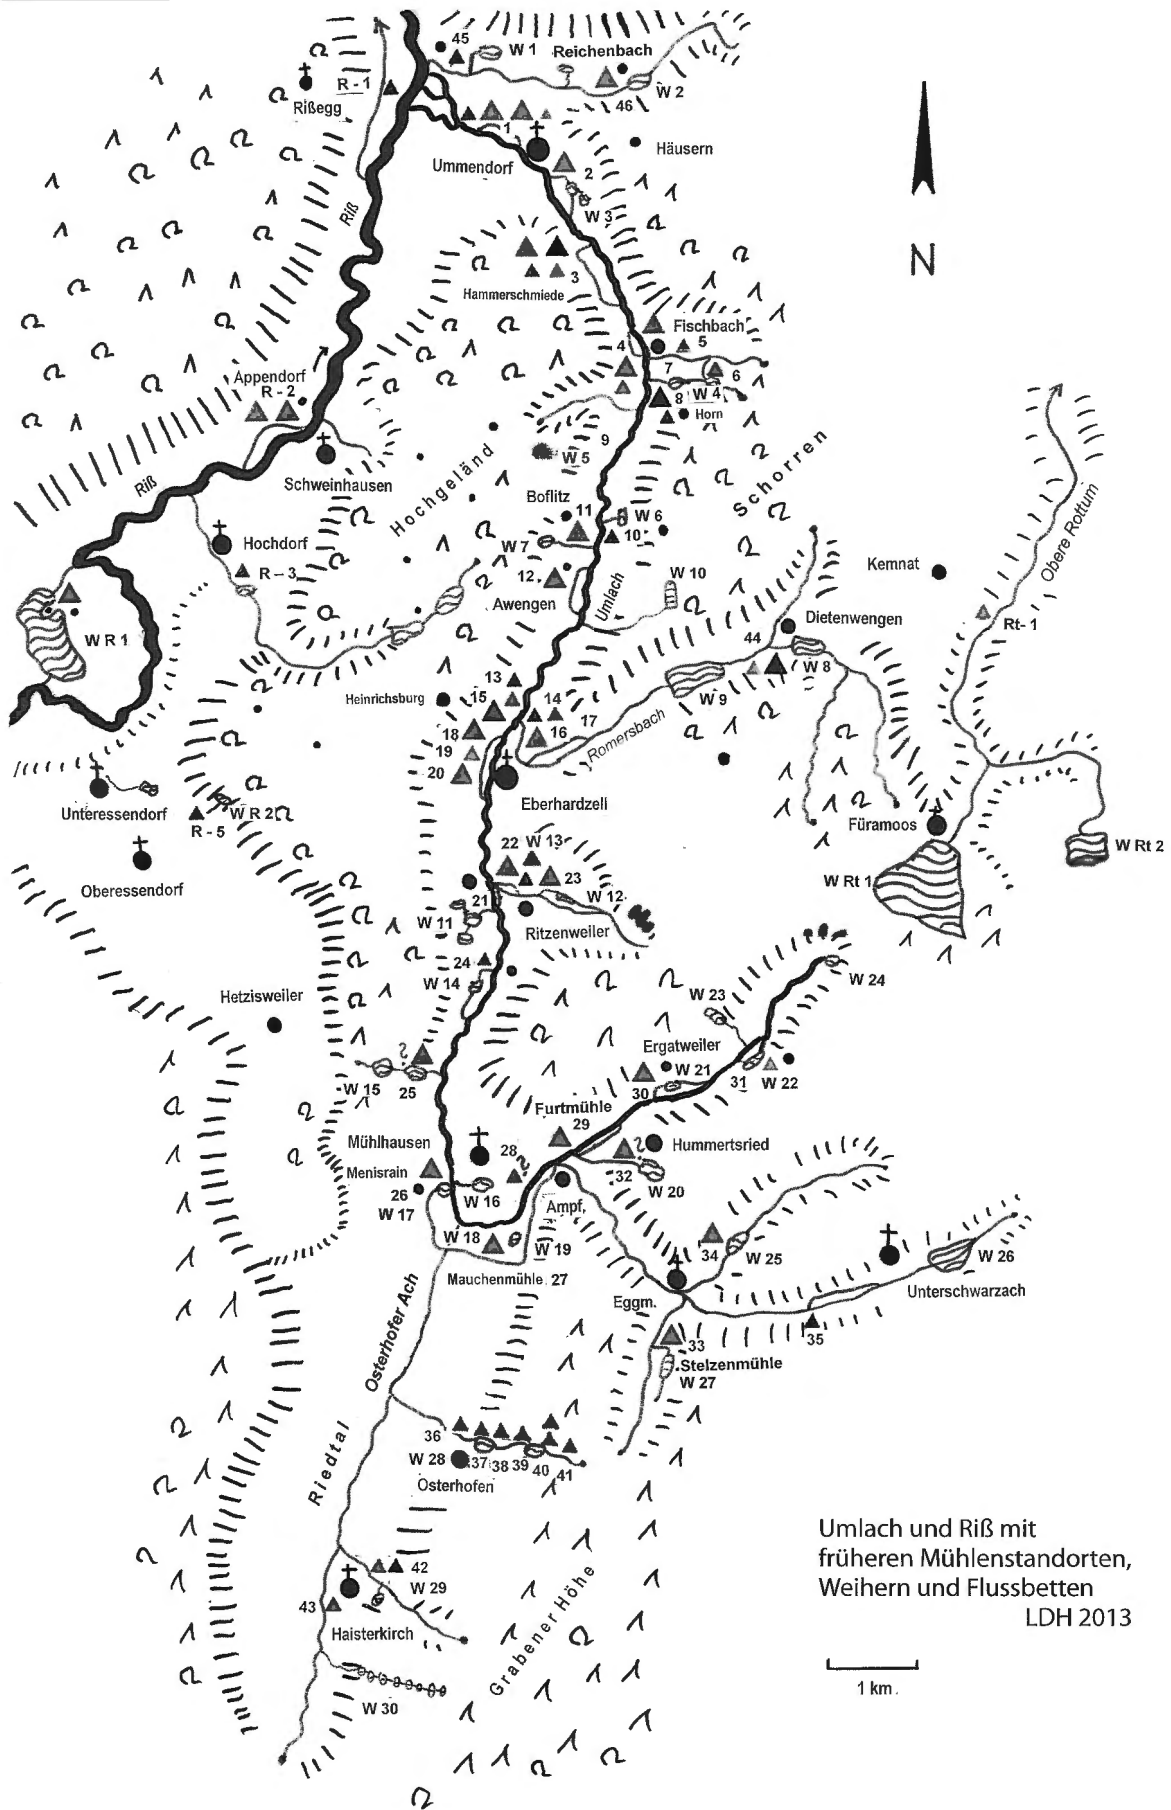 45
W 1
Reichenbach
R - 1
Rißegg
W 2
46
1
Ummendorf
Häusern
2
W 3
Riß
N
3
Hammerschmiede
Fischbach
4
5
7
6
8
W 4
Horn
Appendorf
R - 2
9
W 5
Schweinhausen
Riß
Hochgeländ
Schorren
Boflitz
11
W 6
10
Hochdorf
W 7
R - 3
12
W 10
Awengen
Umlach
Kemnat
Obere Rottum
Rt- 1
Dietenwengen
44
W R 1
W 8
13
W 9
Heinrichsburg
15
14
17
18
16
Romersbach
19
20
Eberhardzell
Unteressendorf
W R 2
R - 5
Füramoos
W Rt 2
22
W 13
Oberessendorf
23
W Rt 1
21
W 12
W 11
Ritzenweiler
24
W 14
W 24
Hetzisweiler
W 23
Ergatweiler
?
W 21
31
W 22
W 15
25
30
Furtmühle
29
Mühlhausen
28
?
?
Hummertsried
Menisrain
32
W 20
26
W 16
W 17
Ampf,
W 18
W 19
34
W 25
W 26
Mauchenmühle 27
Unterschwarzach
Eggm.
35
33
Stelzenmühle
W 27
Osterhofer Ach
36
W 28
37
38
39
40
41
Osterhofen
Riedtal
Umlach und Riß mit
früheren Mühlenstandorten,
Weihern und Flussbetten
LDH 2013
42
W 29
43
Haisterkirch
Grabener Höhe
1 km.
W 30